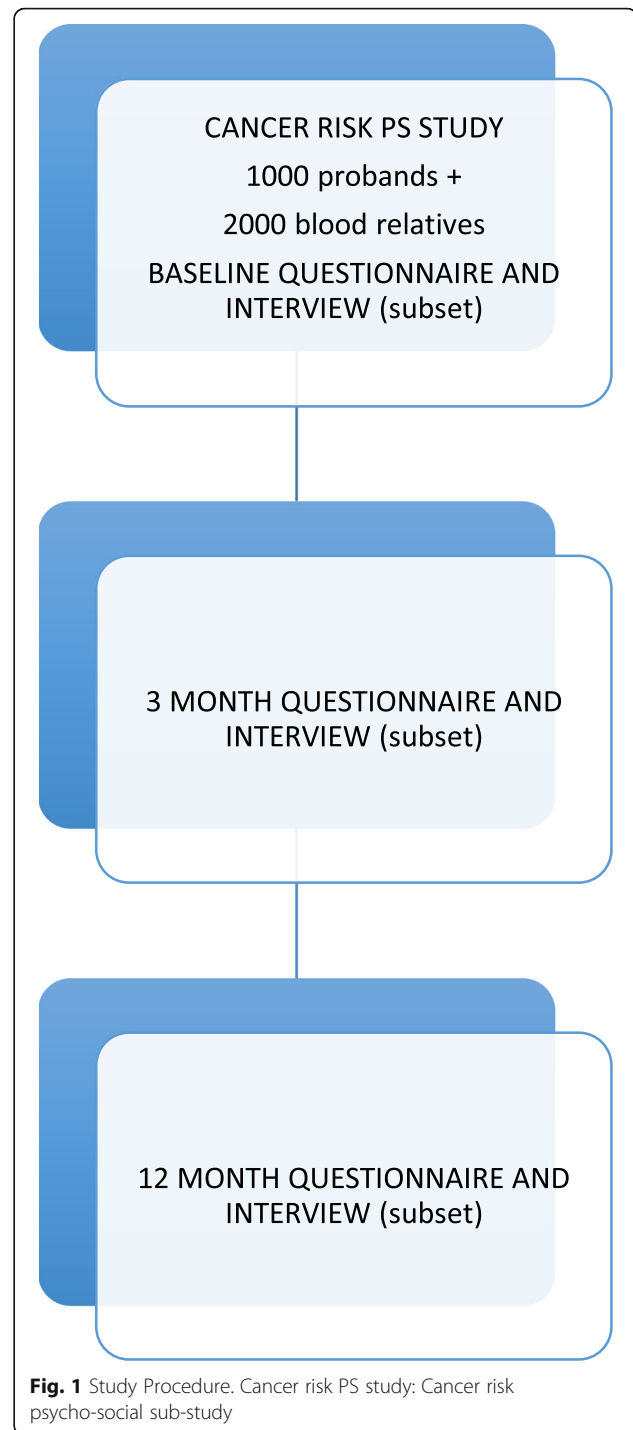 CANCER RISK PS STUDY
1000 probands +
2000 blood relatives
BASELINE QUESTIONNAIRE AND
INTERVIEW (subset)
3 MONTH QUESTIONNAIRE AND
INTERVIEW (subset)
12 MONTH QUESTIONNAIRE AND
INTERVIEW (subset)
Fig. 1 Study Procedure. Cancer risk PS study: Cancer risk
psycho-social sub-study